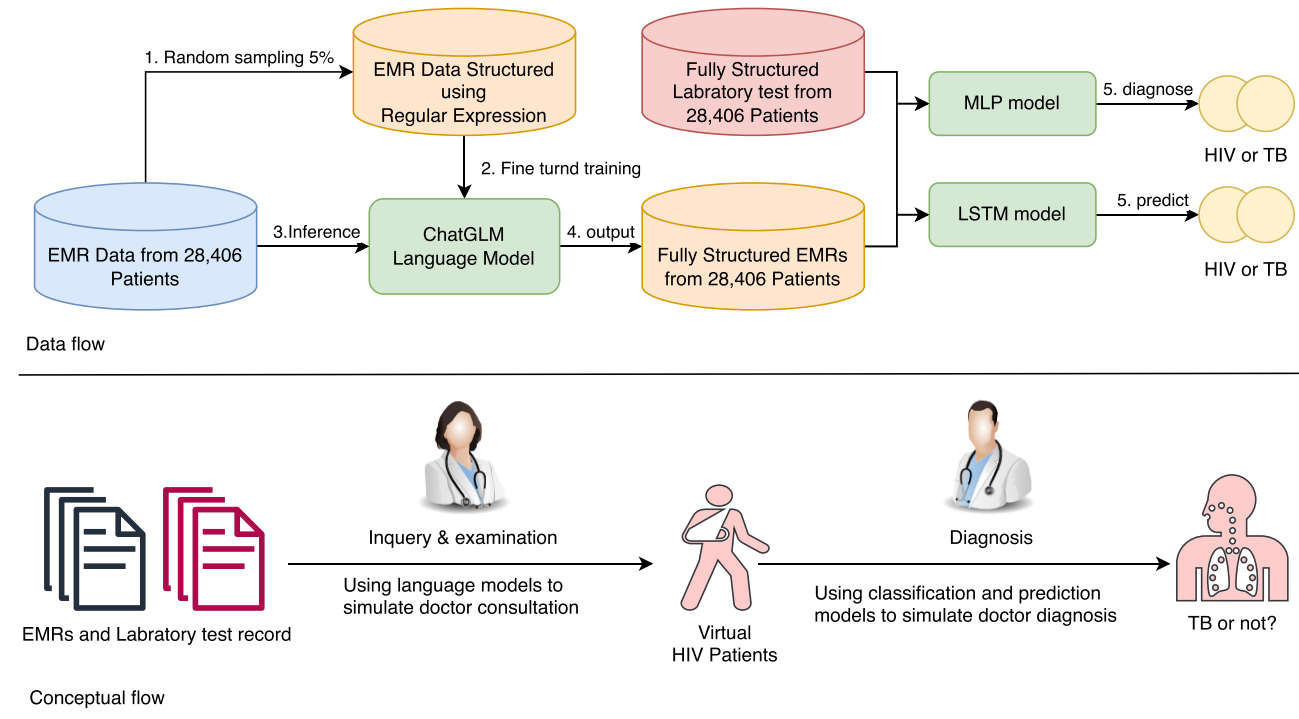 1. Random sampling 5%
EMR Data Structured
using
Regular Expression
Fully Structured
Labratory test from
28,406 Patients
MLP model
5. diagnose
HIV or TB
2. Fine turnd training
EMR Data from 28,406
Patients
3.Inference
ChatGLM
Language Model
4. output
Fully Structured EMRs
from 28,406 Patients
LSTM model
5. predict
HIV or TB
Data flow
Inquery & examination
Using language models to
simulate doctor consultation
Diagnosis
Using classification and prediction
models to simulate doctor diagnosis
EMRs and Labratory test record
Virtual
HIV Patients
TB or not?
Conceptual flow